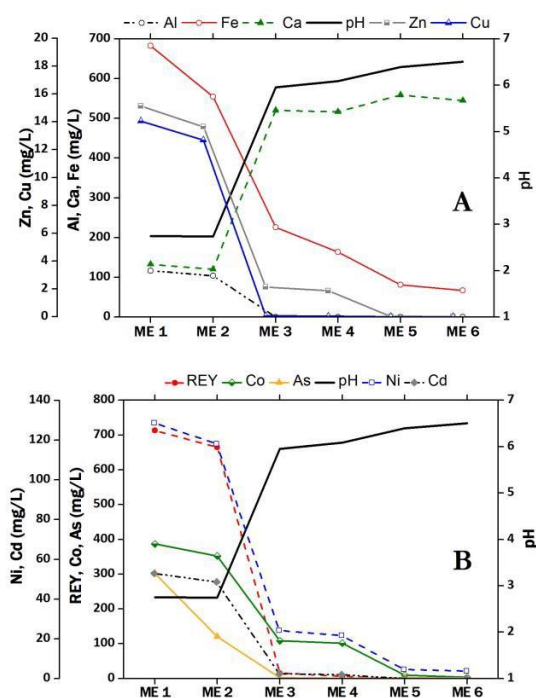 Al Fe Ca pH Zn Cu
20 700 7
18
600 6
16
14 500
5
12
400
10
4
300
8
6 200 3
4
100 2
2
0 0 1
ME 1 ME 2 ME 3 ME 4 ME 5 ME 6
Zn, Cu (mg/L)
Al, Ca, Fe (mg/L)
pH
A
REY Co As pH Ni Cd
140 800 7
120 700
6
100 600
500 5
80
400 4
60
300
3
40
200
20 2
100
0 0 1
ME 1 ME 2 ME 3 ME 4 ME 5 ME 6
Ni, Cd (mg/L)
REY, Co, As (mg/L)
pH
B